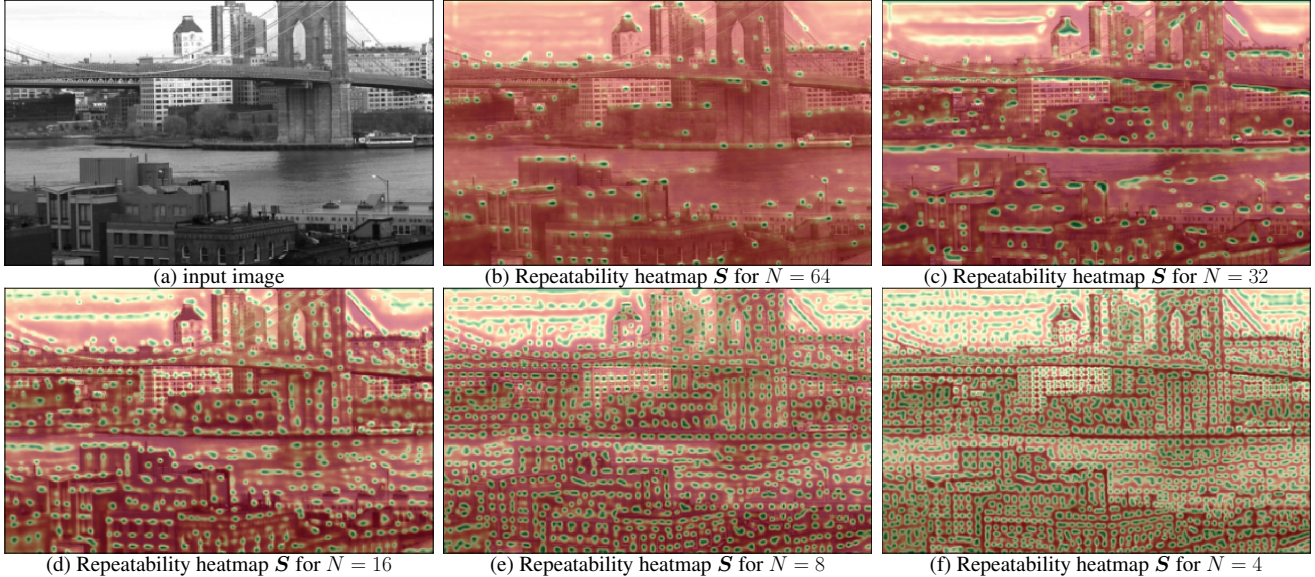 (a) input image
(b) Repeatability heatmap S for N = 64
(c) Repeatability heatmap S for N = 32
(d) Repeatability heatmap S for N = 16
(e) Repeatability heatmap S for N = 8
(f) Repeatability heatmap S for N = 4